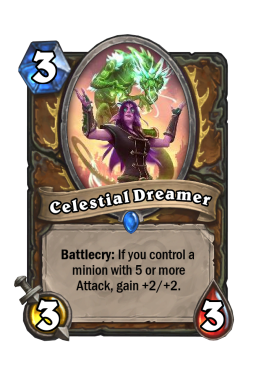 3
Celestial Dreamer
Battlecry: If you control a
minion with 5 or more
Attack, gain +2/+2.
3 3